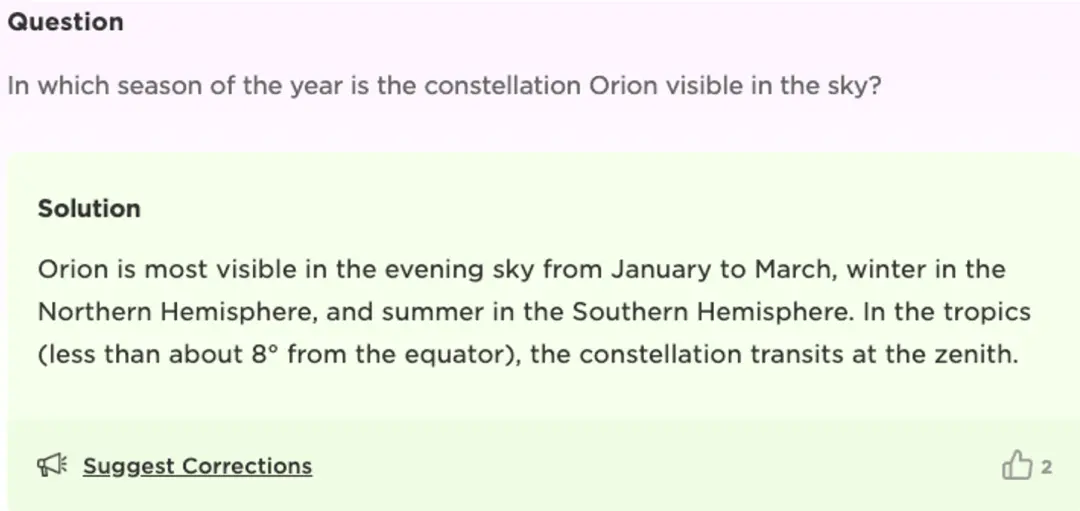 Question
In which season of the year is the constellation Orion visible in the sky?
Solution
Orion is most visible in the evening sky from January to March, winter in the
Northern Hemisphere, and summer in the Southern Hemisphere. In the tropics
(less than about 8° from the equator), the constellation transits at the zenith.
Suggest Corrections
2